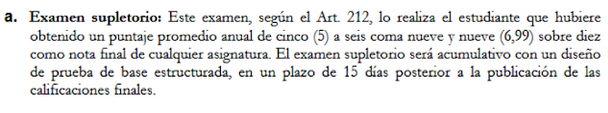 a. Examen supletorio: Este examen, según el Art. 212, lo realiza el estudiante que hubiere
obtenido un puntaje promedio anual de cinco (5) a seis coma nueve y nueve (6,99) sobre diez
como nota final de cualquier asignatura. El examen supletorio será acumulativo con un diseño
de prueba de base estructurada, en un plazo de 15 días posterior a la publicación de las
calificaciones finales.